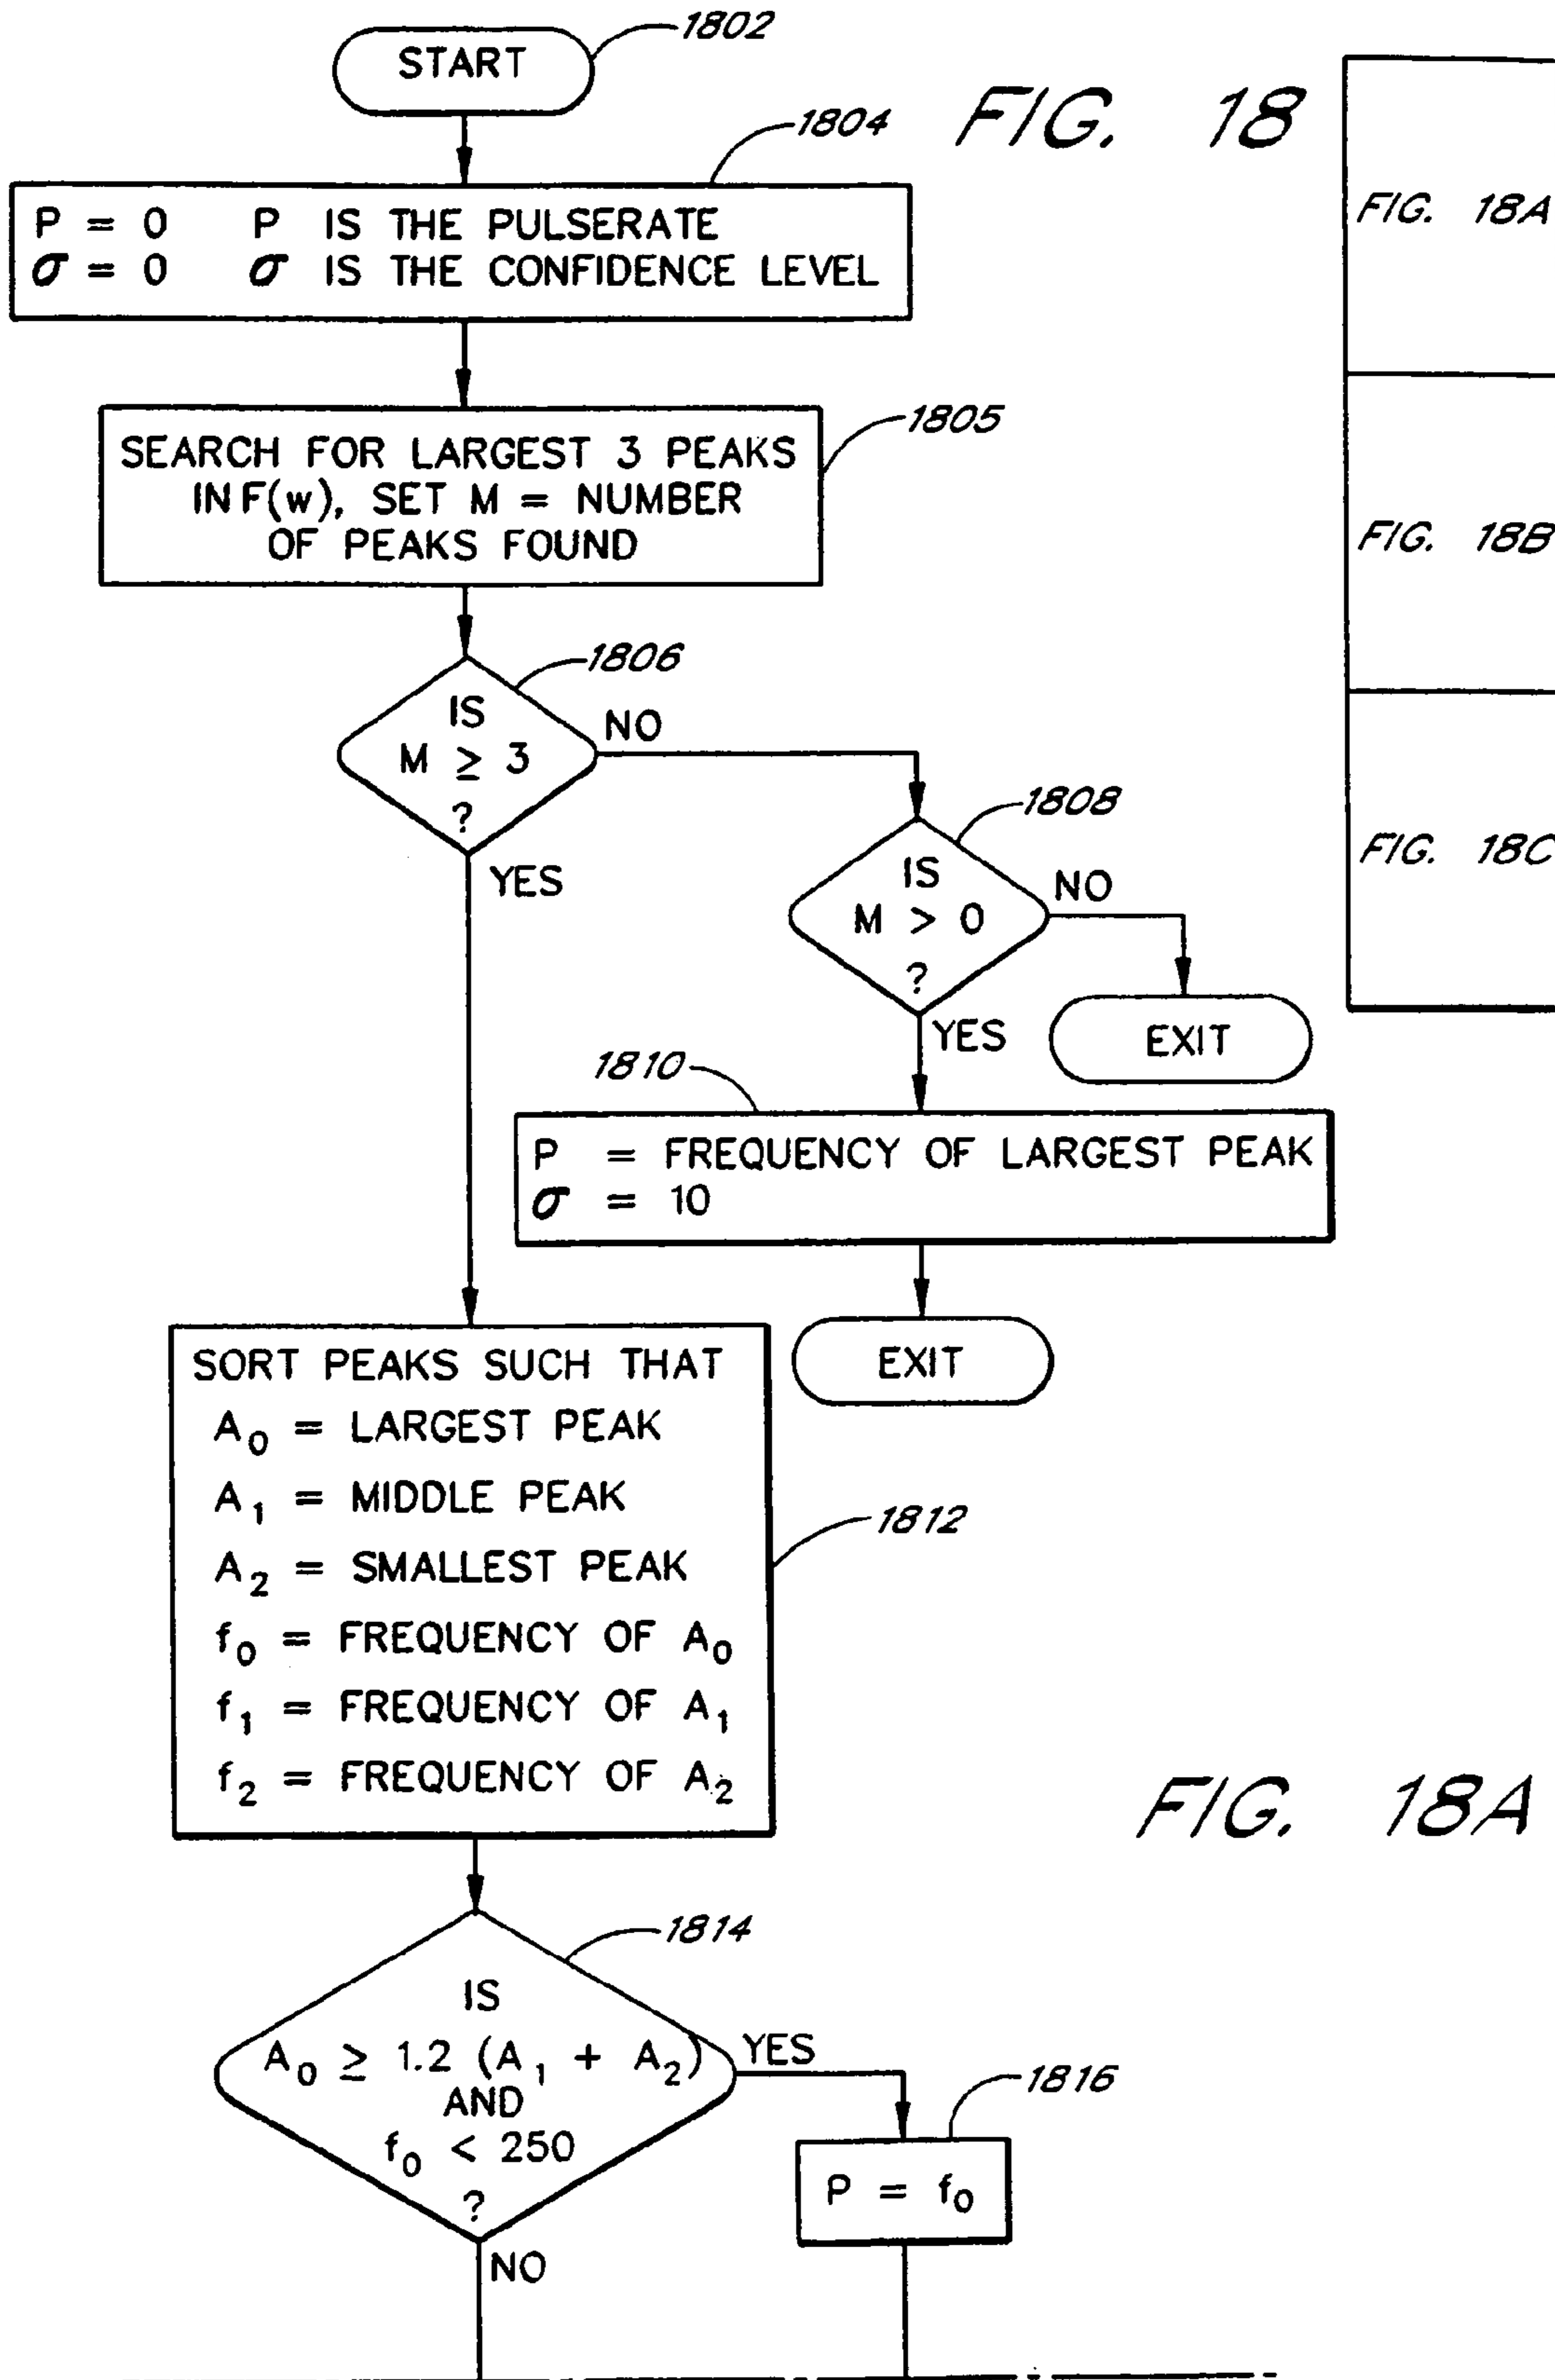 1802
START
FIG. 18
1804
P = 0 P IS THE PULSERATE
σ = 0 σ IS THE CONFIDENCE LEVEL
FIG. 18A
FIG. 18B
FIG. 18C
1805
SEARCH FOR LARGEST 3 PEAKS
IN F(w), SET M = NUMBER
OF PEAKS FOUND
1806
IS
M ≥ 3
?
NO
YES
1808
IS
M > 0
?
NO
YES
EXIT
1810
P = FREQUENCY OF LARGEST PEAK
σ = 10
EXIT
SORT PEAKS SUCH THAT
A₀ = LARGEST PEAK
A₁ = MIDDLE PEAK
A₂ = SMALLEST PEAK
f₀ = FREQUENCY OF A₀
f₁ = FREQUENCY OF A₁
f₂ = FREQUENCY OF A₂
1812
FIG. 18A
1814
IS
A₀ ≥ 1.2 (A₁ + A₂)
AND
f₀ < 250
?
YES
NO
1816
P = f₀